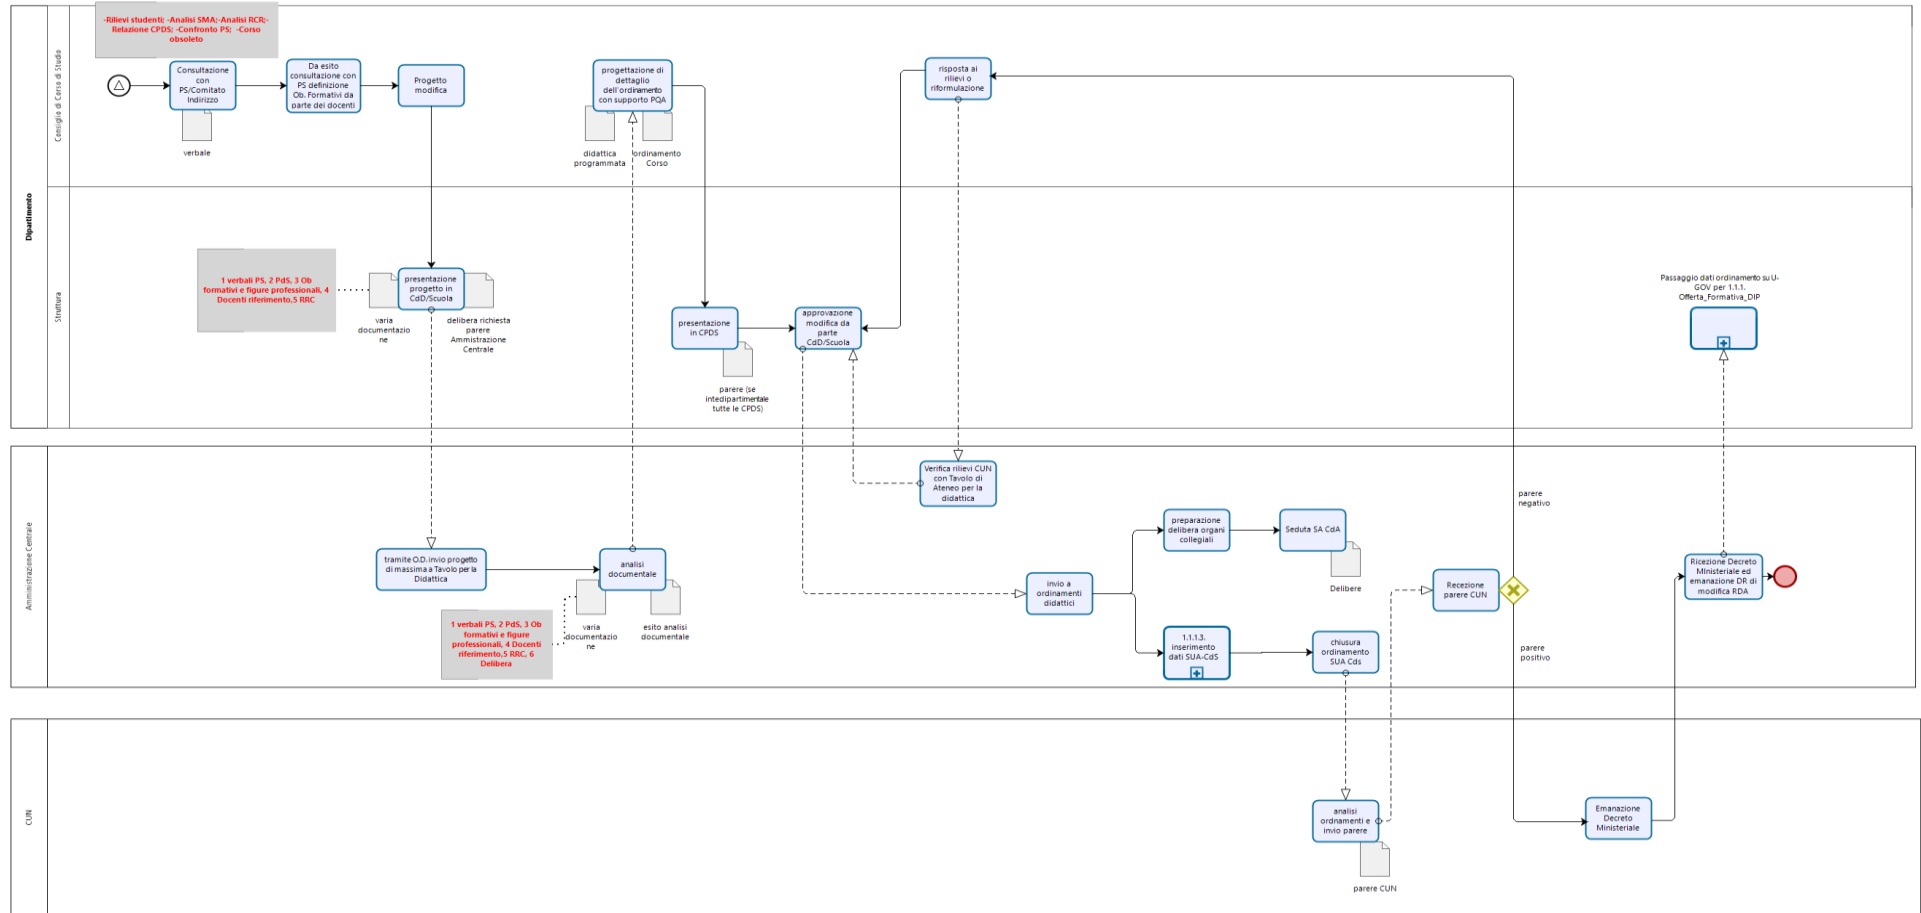 -Rilievi studenti; -Analisi SMA;-Analisi RCR;-
Relazione CPDS; -Confronto PS;  -Corso
obsoleto
Dipartimento
Consiglio di Corso di Studio
Consultazione
con
PS/Comitato
Indirizzo
verbale
Da esito
consultazione con
PS definizione
Ob. Formativi da
parte dei docenti
Progetto
modifica
progettazione di
dettaglio
dell'ordinamento
con supporto PQA
didattica
programmata
ordinamento
Corso
risposta ai
rilievi o
riformulazione
Struttura
1 verbali PS, 2 PdS, 3 Ob
formativi e figure professionali, 4
Docenti riferimento,5 RRC
presentazione
progetto in
CdD/Scuola
varia
documentazio
ne
delibera richiesta
parere
Ammistrazione
Centrale
presentazione
in CPDS
parere (se
intedipartimentale
tutte le CPDS)
approvazione
modifica da
parte
CdD/Scuola
Passaggio dati ordinamento su U-
GOV per 1.1.1.
Offerta_Formativa_DIP
Amministrazione Centrale
tramite O.D. invio progetto
di massima a Tavolo per la
Didattica
analisi
documentale
1 verbali PS, 2 PdS, 3 Ob
formativi e figure
professionali, 4 Docenti
riferimento,5 RRC, 6
Delibera
varia
documentazio
ne
esito analisi
documentale
Verifica rilievi CUN
con Tavolo di
Ateneo per la
didattica
invio a
ordinamenti
didattici
preparazione
delibera organi
collegiali
Seduta SA CdA
Delibere
1.1.1.3.
inserimento
dati SUA-CdS
chiusura
ordinamento
SUA Cds
Recezione
parere CUN
parere
negativo
parere
positivo
Ricezione Decreto
MInisteriale ed
emanazione DR di
modifica RDA
CUN
analisi
ordnamenti e
invio parere
parere CUN
Emanazione
Decreto
Ministeriale